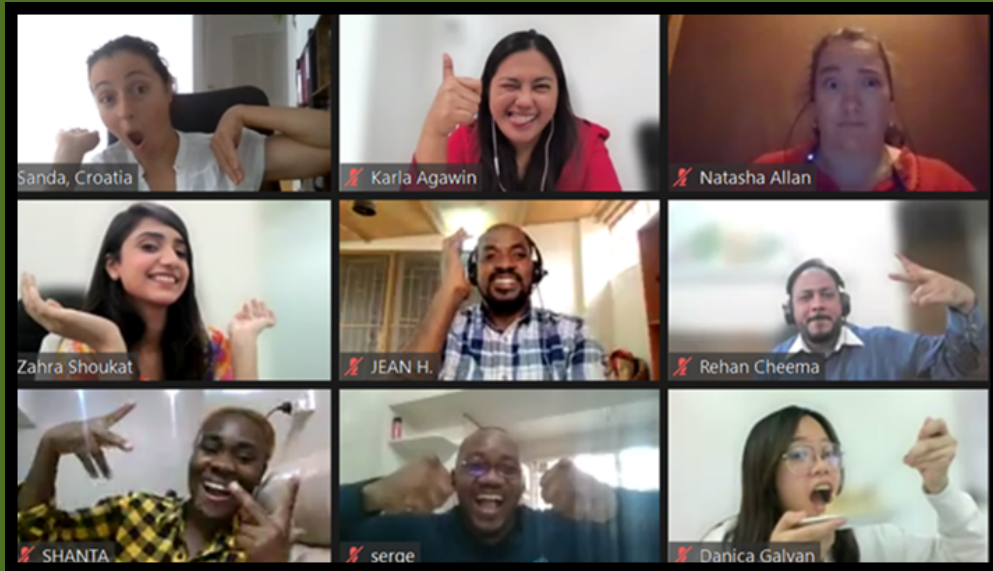 Sanda, Croatia
Karla Agawin
Natasha Allan
Zahra Shoukat
JEAN H.
Rehan Cheema
SHANTA
serge
Danica Galvan